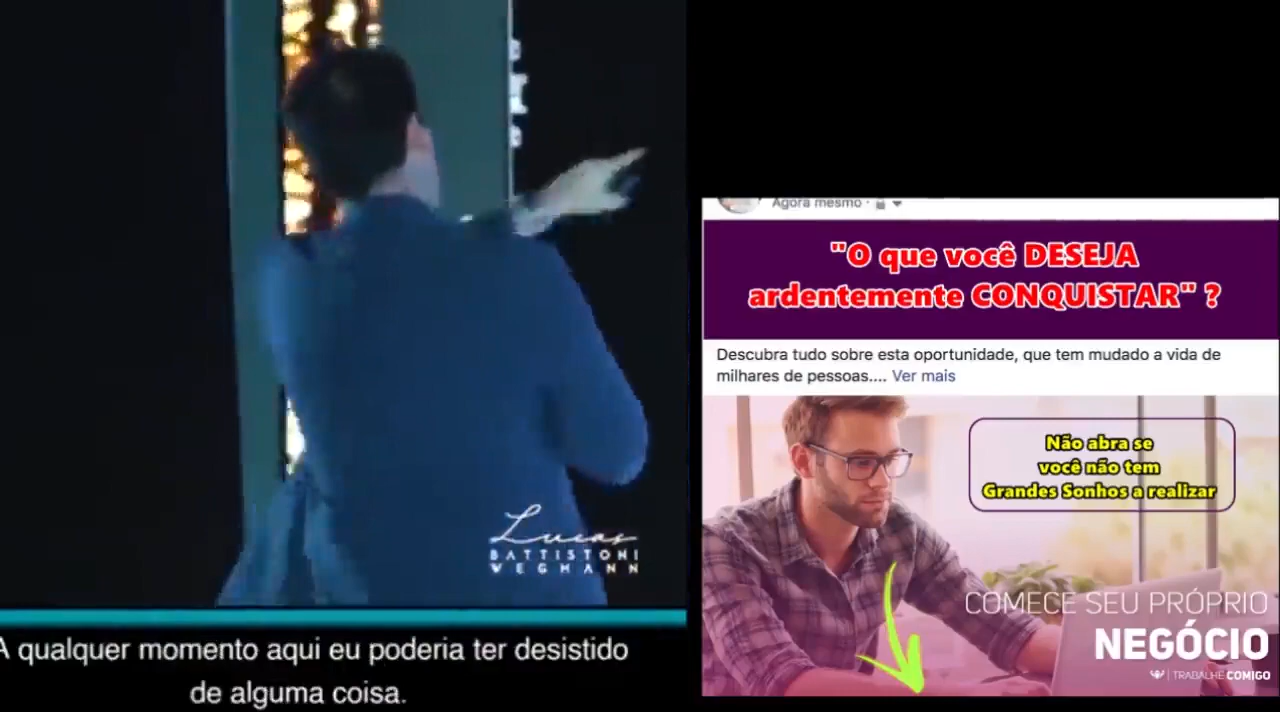 Lucas
BATTISTONI
WEGMANN
A qualquer momento aqui eu poderia ter desistido
de alguma coisa.
Agora mesmo ·
"O que você DESEJA
ardentemente CONQUISTAR" ?
Descubra tudo sobre esta oportunidade, que tem mudado a vida de
milhares de pessoas.... Ver mais
Não abra se
você não tem
Grandes Sonhos a realizar
COMECE SEU PRÓPRIO
NEGÓCIO
TRABALHE COMIGO